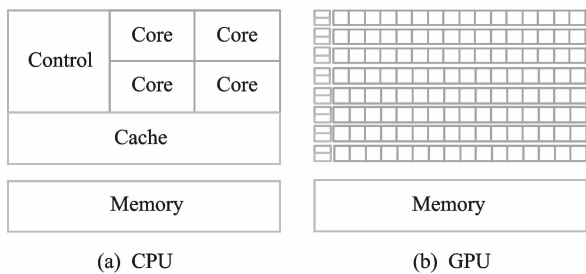 Control
Core Core
Core Core
Cache
Memory
Memory
(a) CPU
(b) GPU